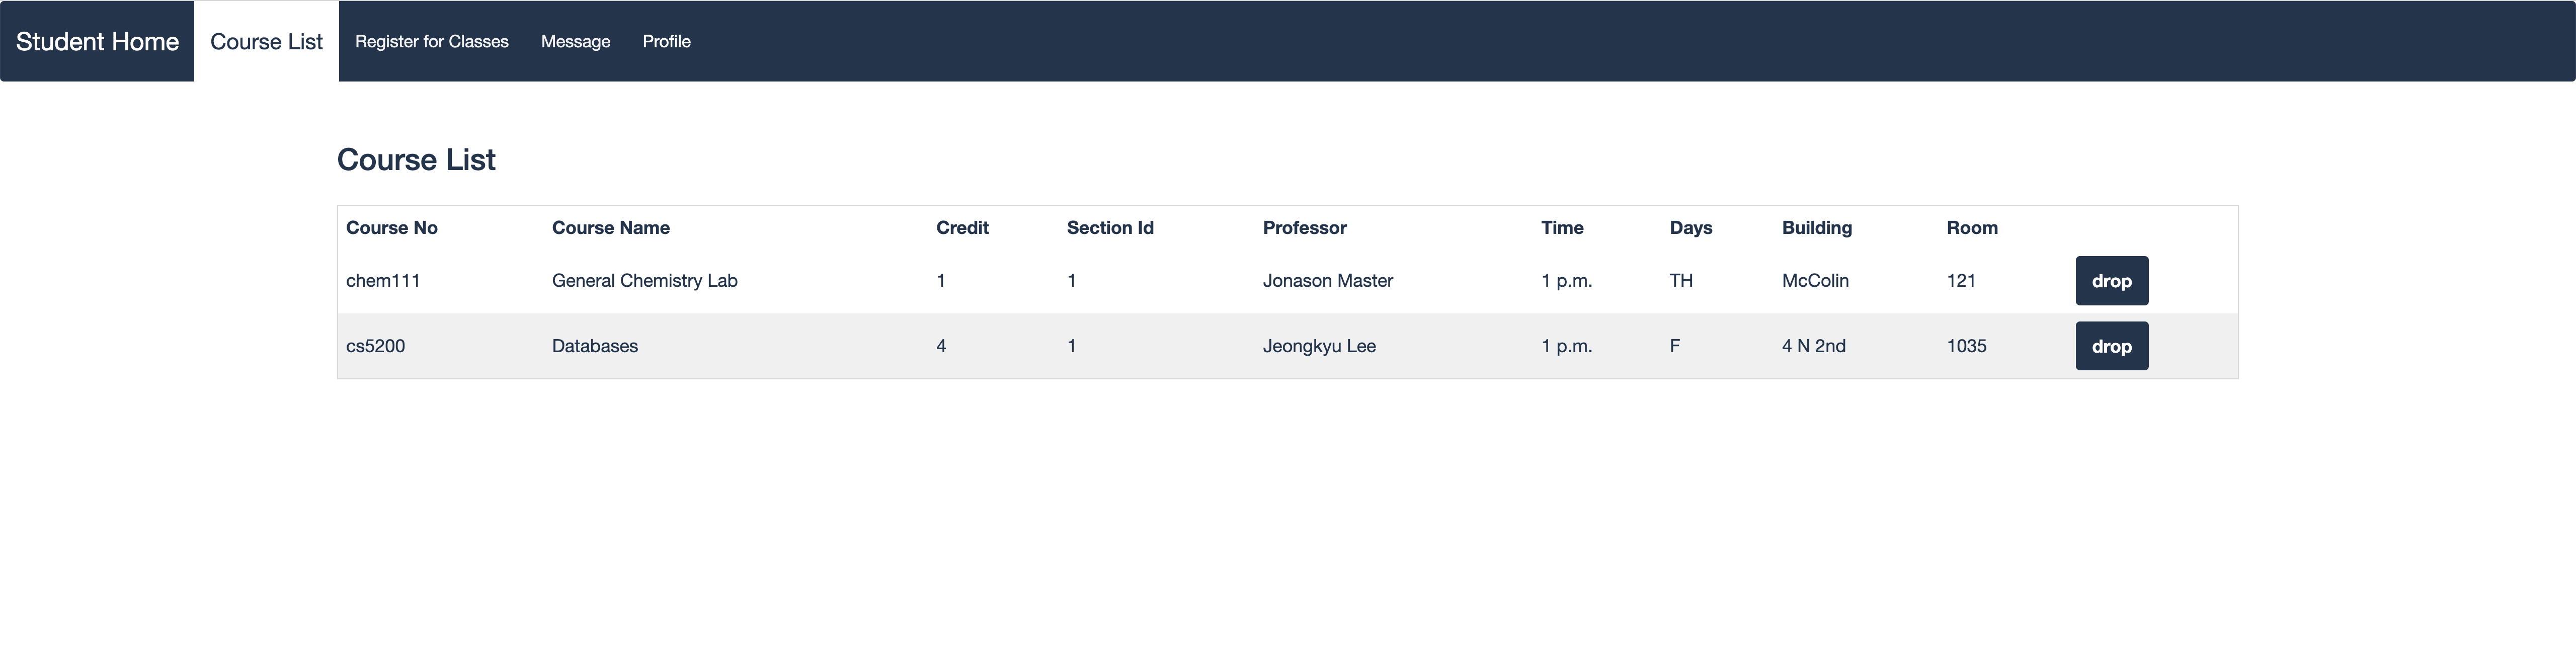 Student Home Course List Register for Classes Message Profile
Course List
Course No Course Name Credit Section Id Professor Time Days Building Room
chem111 General Chemistry Lab 1 1 Jonason Master 1 p.m. TH McColin 121 drop
cs5200 Databases 4 1 Jeongkyu Lee 1 p.m. F 4 N 2nd 1035 drop